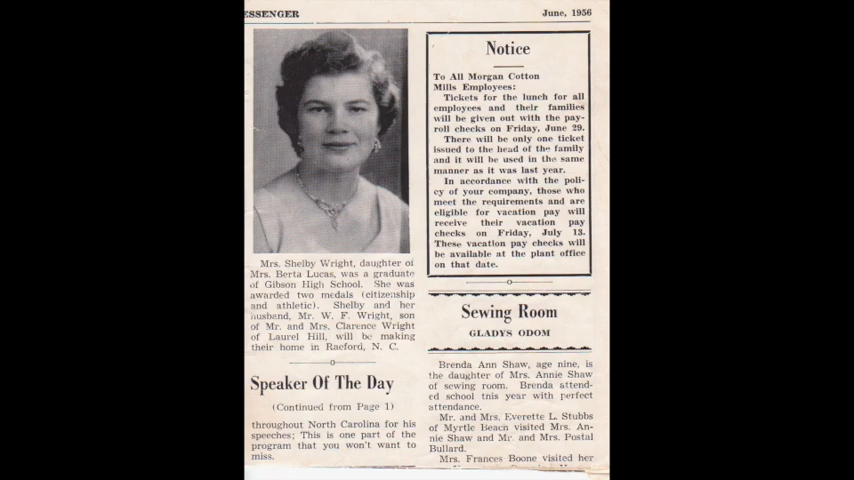 ESSENGER
June, 1956
Mrs. Shelby Wright, daughter of
Mrs. Berta Lucas, was a graduate
of Gibson High School. She was
awarded two medals (citizenship
and athletic). Shelby and her
husband, Mr. W. F. Wright, son
of Mr. and Mrs. Clarence Wright
of Laurel Hill, will be making
their home in Raeford, N. C.
Speaker Of The Day
(Continued from Page 1)
throughout North Carolina for his
speeches; This is one part of the
program that you won't want to
miss.
Notice
To All Morgan Cotton
Mills Employees:
Tickets for the lunch for all
employees and their families
will be given out with the pay-
roll checks on Friday, June 29.
There will be only one ticket
issued to the head of the family
and it will be used in the same
manner as it was last year.
In accordance with the poli-
cy of your company, those who
meet the requirements and are
eligible for vacation pay will
receive their vacation pay
checks on Friday, July 13.
These vacation pay checks will
be available at the plant office
on that date.
Sewing Room
GLADYS ODOM
Brenda Ann Shaw, age nine, is
the daughter of Mrs. Annie Shaw
of sewing room. Brenda attend-
ed school this year with perfect
attendance.
Mr. and Mrs. Everette L. Stubbs
of Myrtle Beach visited Mrs. An-
nie Shaw and Mr. and Mrs. Postal
Bullard.
Mrs. Frances Boone visited her